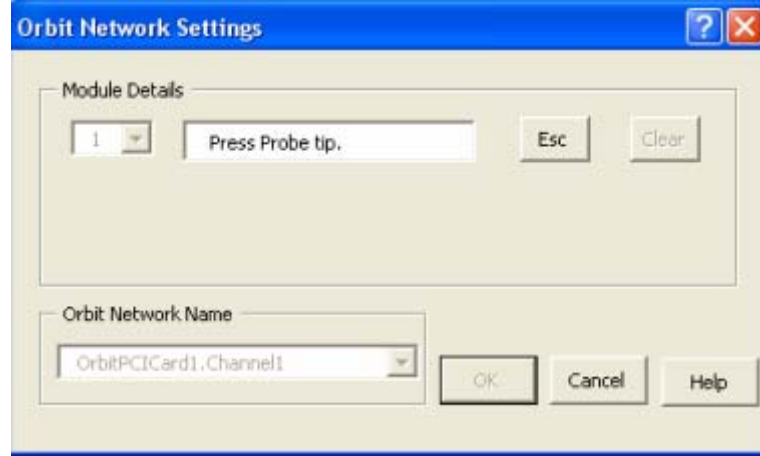 Orbit Network Settings
Module Details
1 Press Probe tip. Esc Clear
Orbit Network Name
OrbitPCICard1.Channel1
OK Cancel Help